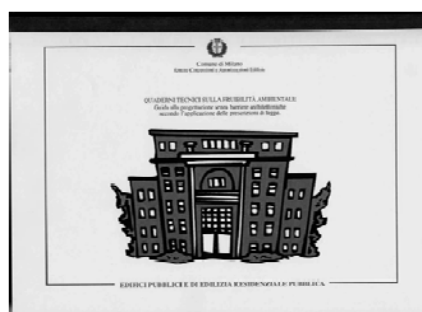 Comune di Milano
Settore Concessioni e Autorizzazioni Edilizie
QUADERNI TECNICI SULLA FRUIBILITÀ AMBIENTALE
Guida alla progettazione senza barriere architettoniche
secondo l'applicazione delle prescrizioni di legge.
EDIFICI PUBBLICI E DI EDILIZIA RESIDENZIALE PUBBLICA